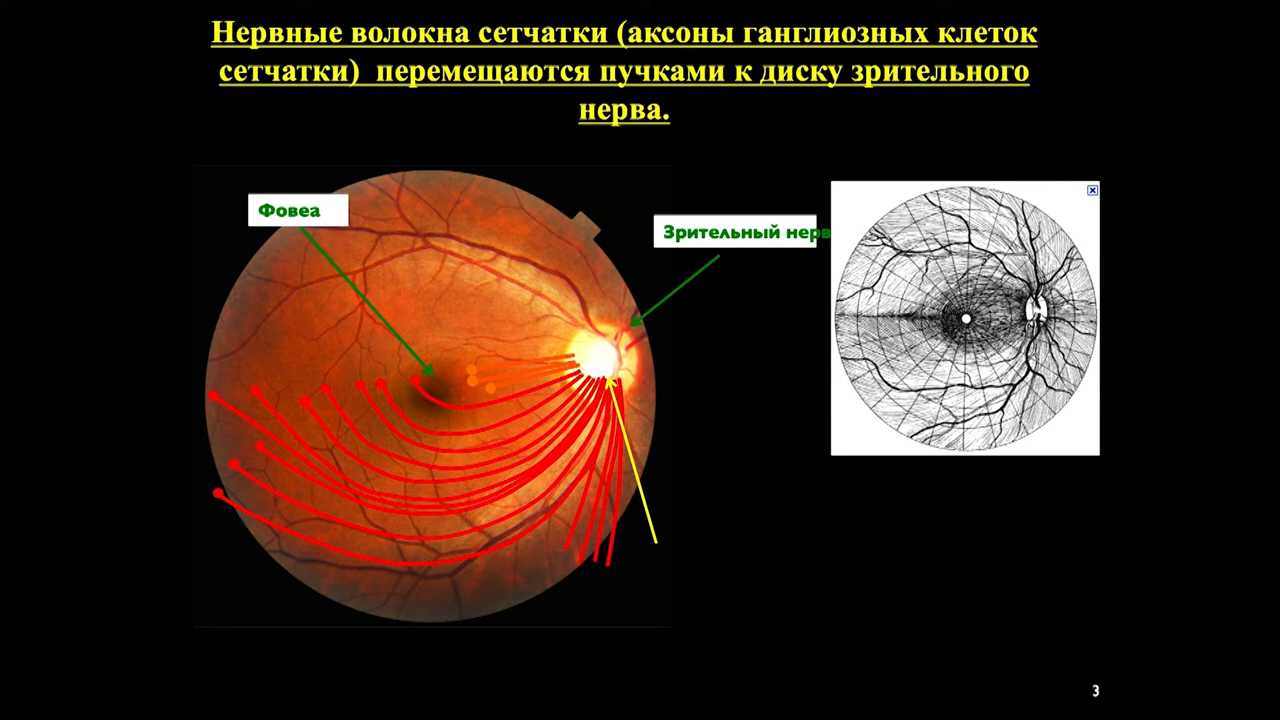 Нервные волокна сетчатки (аксоны ганглиозных клеток
сетчатки) перемещаются пучками к диску зрительного
нерва.
Фовеа
Зрительный нерв
3